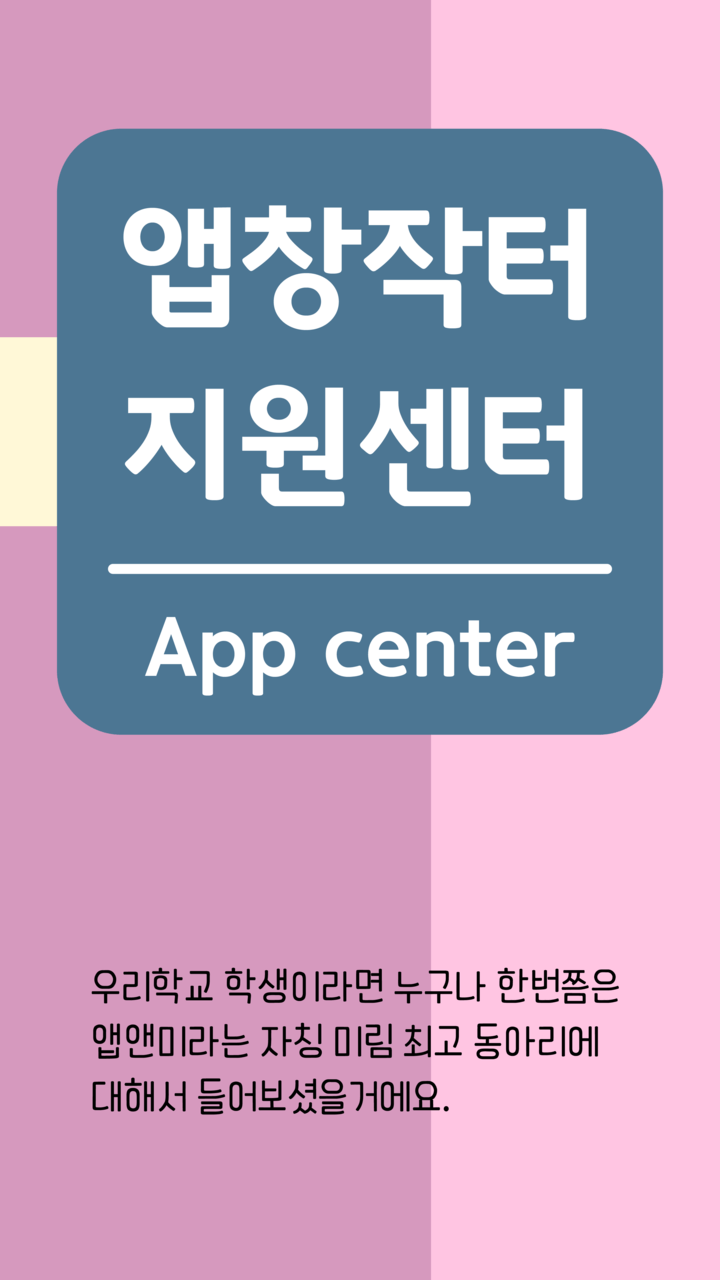 앱창작터
지원센터
App center
우리학교 학생이라면 누구나 한번쯤은
앱앤미라는 자칭 미림 최고 동아리에
대해서 들어보셨을거에요.